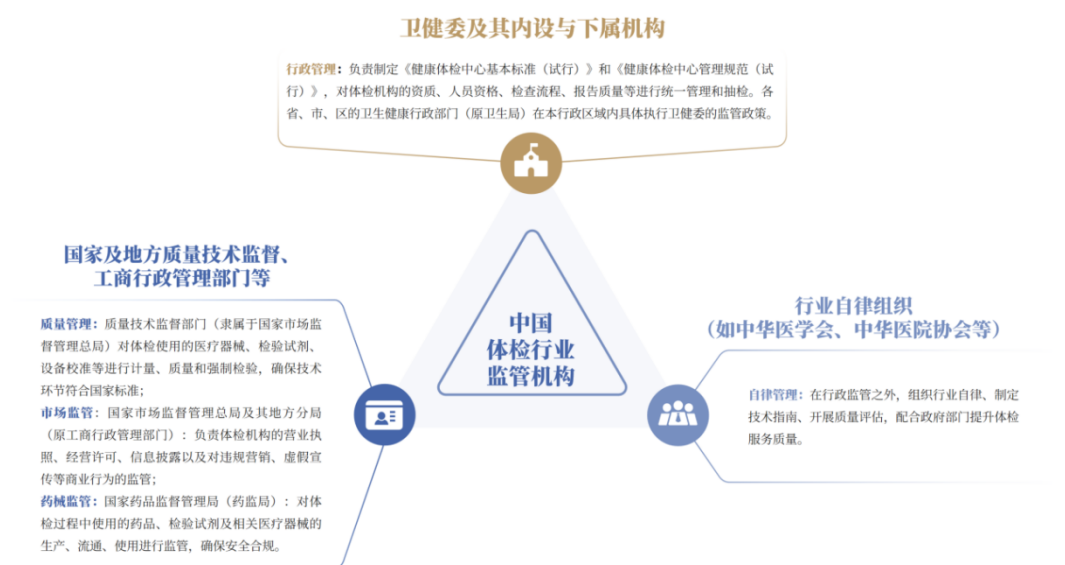 卫健委及其内设与下属机构
行政管理：负责制定《健康体检中心基本标准（试行）》和《健康体检中心管理规范（试
行）》，对体检机构的资质、人员资格、检查流程、报告质量等进行统一管理和抽检。各
省、市、区的卫生健康行政部门（原卫生局）在本行政区域内具体执行卫健委的监管政策。
国家及地方质量技术监督、
工商行政管理部门等
质量管理：质量技术监督部门（隶属于国家市场监
督管理总局）对体检使用的医疗器械、检验试剂、
设备校准等进行计量、质量和强制检验，确保技术
环节符合国家标准；
市场监管：国家市场监督管理总局及其地方分局
（原工商行政管理部门）：负责体检机构的营业执
照、经营许可、信息披露以及对违规营销、虚假宣
传等商业行为的监管；
药械监管：国家药品监督管理局（药监局）：对体
检过程中使用的药品、检验试剂及相关医疗器械的
生产、流通、使用进行监管，确保安全合规。
中国
体检行业
监管机构
行业自律组织
（如中华医学会、中华医院协会等）
自律管理：在行政监管之外，组织行业自律、制定
技术指南、开展质量评估，配合政府部门提升体检
服务质量。